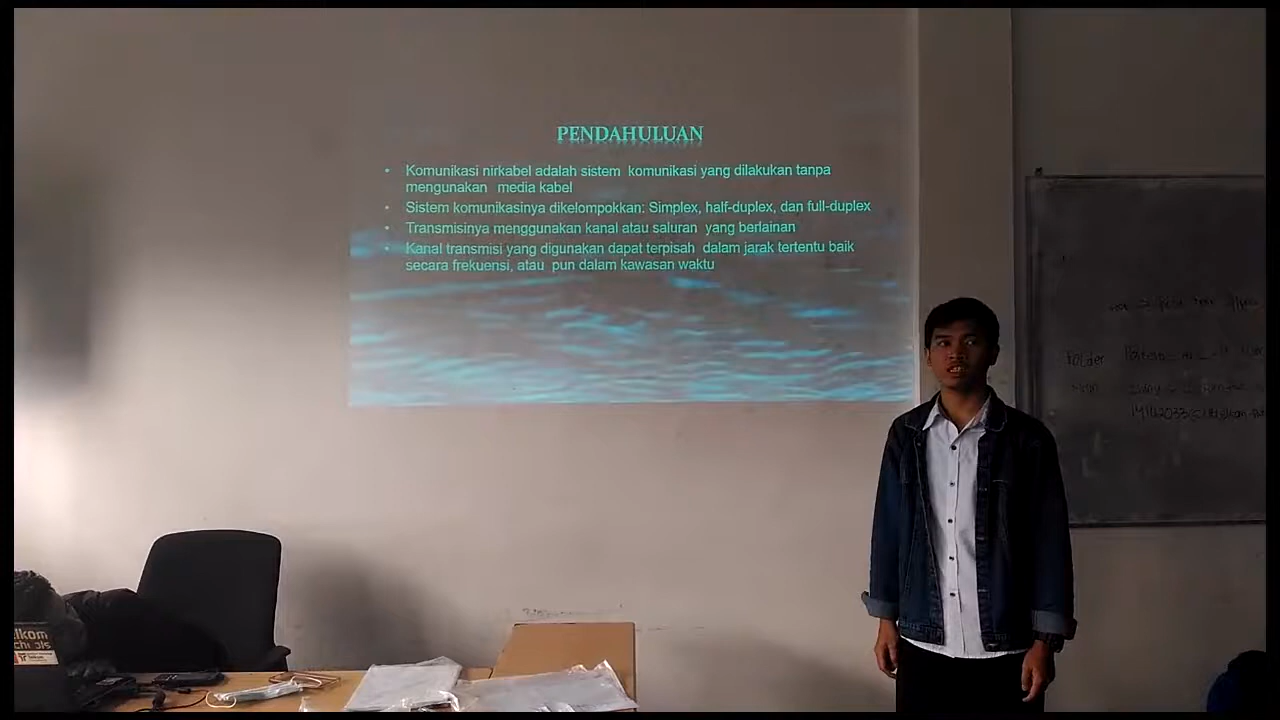 PENDAHULUAN
• Komunikasi nirkabel adalah sistem komunikasi yang dilakukan tanpa
mengunakan media kabel
• Sistem komunikasinya dikelompokkan: Simplex, half-duplex, dan full-duplex
• Transmisinya menggunakan kanal atau saluran yang berlainan
• Kanal transmisi yang digunakan dapat terpisah dalam jarak tertentu baik
secara frekuensi, atau pun dalam kawasan waktu
Folder
lkom